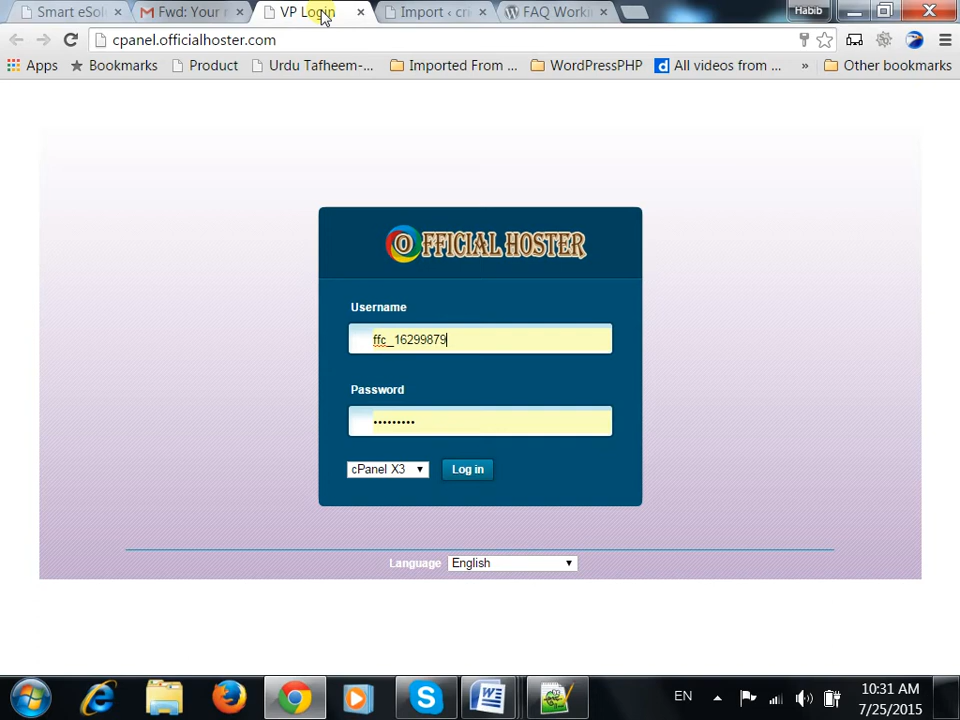 Smart eSol
Fwd: Your
VP Login
Import ‹ cr
FAQ Workin
Habib
cpanel.officialhoster.com
Apps
Bookmarks
Product
Urdu Tafheem-...
Imported From ...
WordPressPHP
All videos from ...
»
Other bookmarks
OFFICIAL HOSTER
Username
ffc_16299879
Password
•••••••••
cPanel X3
Log in
Language
English
EN
10:31 AM
7/25/2015